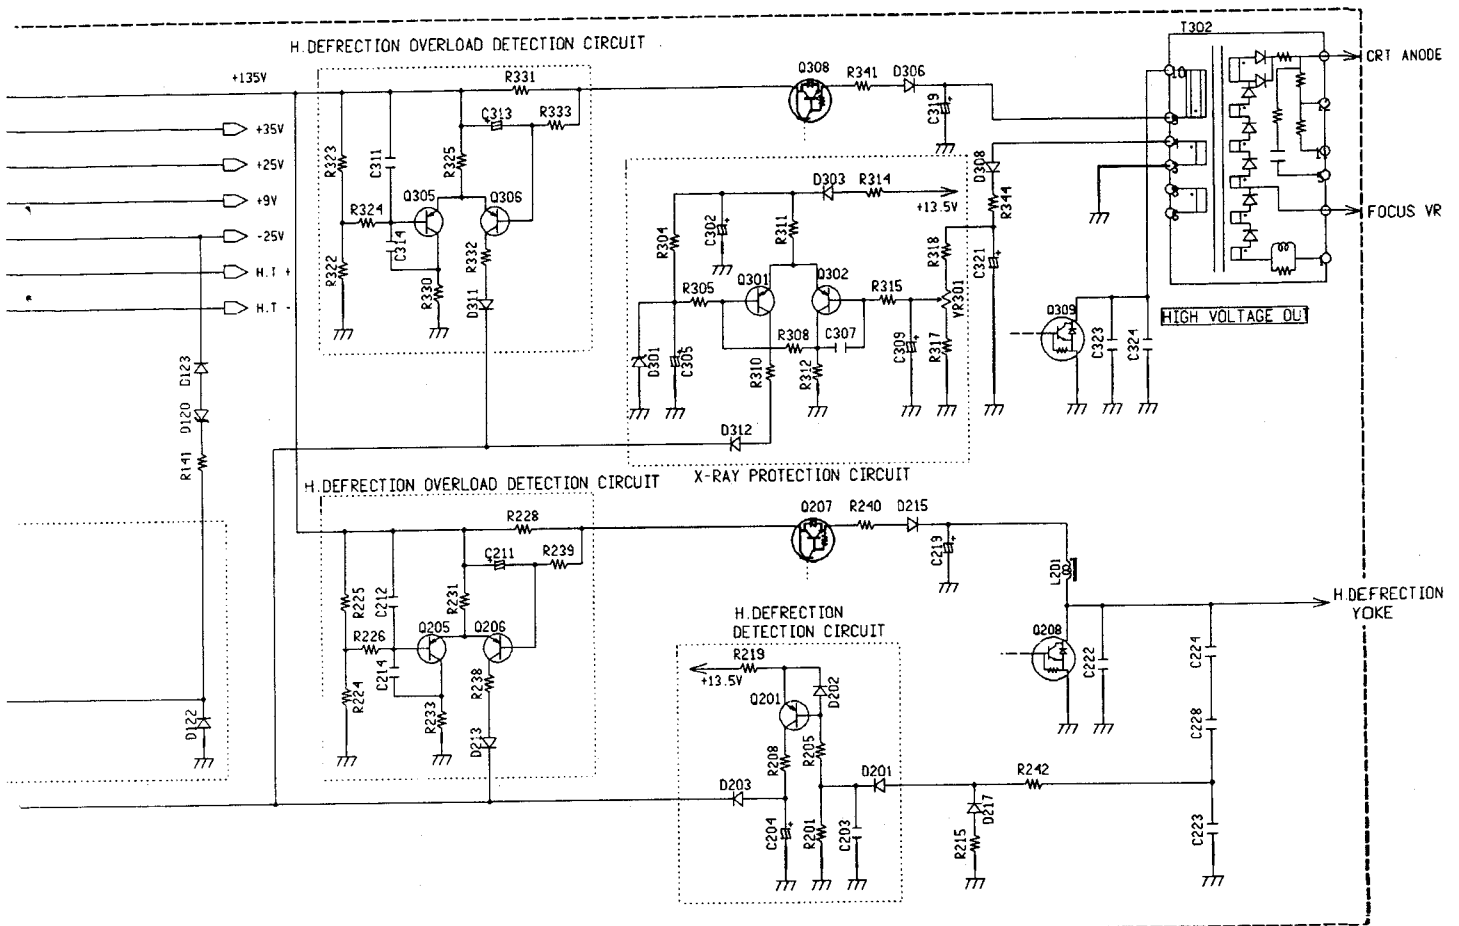 H.DEFRECTION OVERLOAD DETECTION CIRCUIT
T302
CRT ANODE
+135V
R331
Q308
R341
D306
10
+35V
C313
R333
C319
+25V
R323
C311
R325
D308
+9V
R324
Q305
Q306
D303
R314
+13.5V
R344
FOCUS VR
-25V
C314
R332
R304
C302
R311
R318
C321
H.T +
R322
R330
D311
R305
Q301
Q302
R315
VR301
H.T -
Q309
HIGH VOLTAGE OUT
R308
C307
C309
C323
C324
D123
D301
C305
R310
R312
R317
D120
D312
R141
X-RAY PROTECTION CIRCUIT
H.DEFRECTION OVERLOAD DETECTION CIRCUIT
R228
Q207
R240
D215
C211
R239
C219
L201
R225
C212
R231
H.DEFRECTION
YOKE
H.DEFRECTION
DETECTION CIRCUIT
R226
Q205
Q206
Q208
C222
C224
R219
+13.5V
R224
C214
R238
Q201
D202
D122
R233
D213
R208
R205
C228
D203
D201
R242
C204
R201
C203
R215
D217
C223